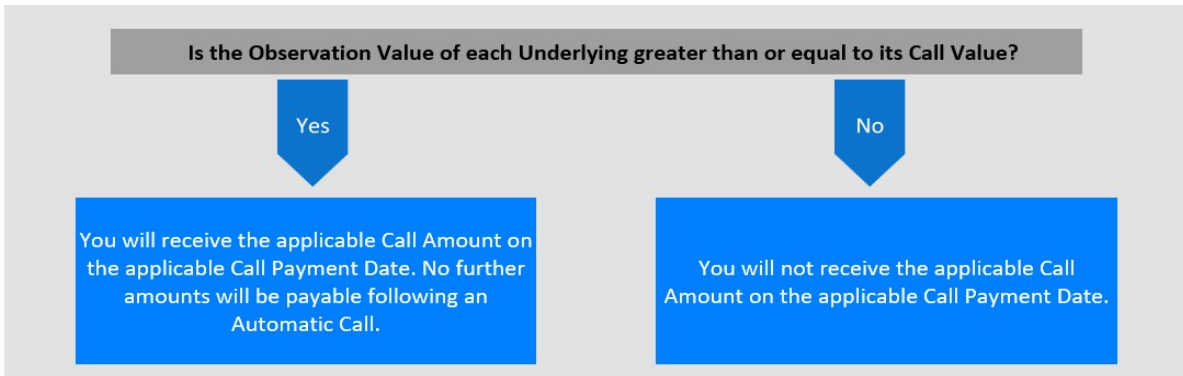 Is the Observation Value of each Underlying greater than or equal to its Call Value?
Yes
No
You will receive the applicable Call Amount on
the applicable Call Payment Date. No further
amounts will be payable following an
Automatic Call.
You will not receive the applicable Call
Amount on the applicable Call Payment Date.